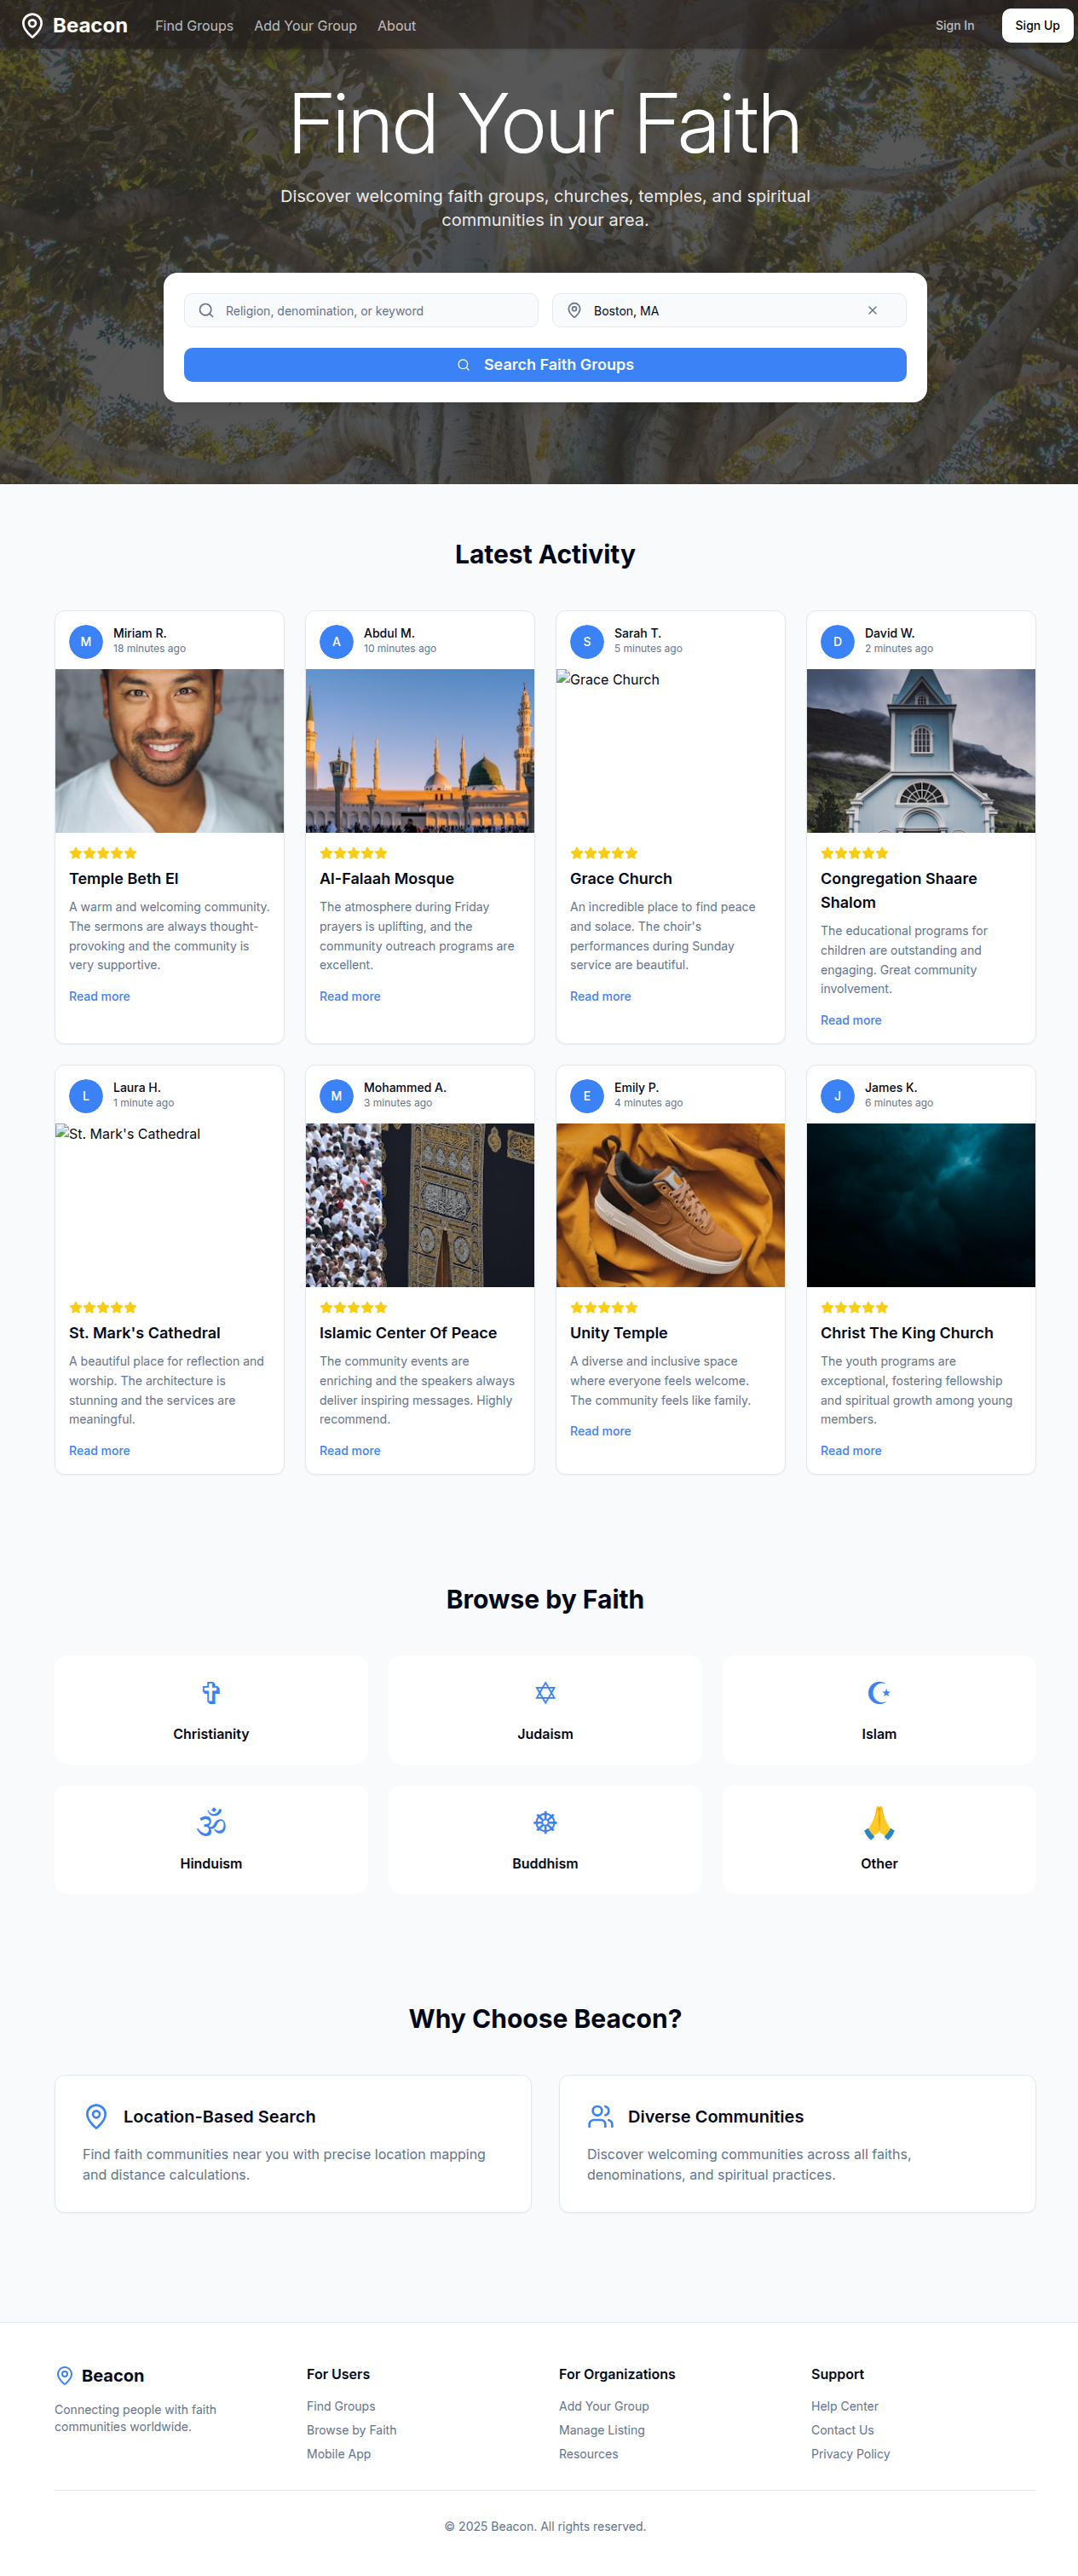 Beacon
Find Groups
Add Your Group
About
Sign In
Sign Up
Find Your Faith
Discover welcoming faith groups, churches, temples, and spiritual
communities in your area.
Religion, denomination, or keyword
Boston, MA
Search Faith Groups
Latest Activity
M
Miriam R.
18 minutes ago
Temple Beth El
A warm and welcoming community.
The sermons are always thought-
provoking and the community is
very supportive.
Read more
A
Abdul M.
10 minutes ago
Al-Falaah Mosque
The atmosphere during Friday
prayers is uplifting, and the
community outreach programs are
excellent.
Read more
S
Sarah T.
5 minutes ago
Grace Church
Grace Church
An incredible place to find peace
and solace. The choir's
performances during Sunday
service are beautiful.
Read more
D
David W.
2 minutes ago
Congregation Shaare
Shalom
The educational programs for
children are outstanding and
engaging. Great community
involvement.
Read more
L
Laura H.
1 minute ago
St. Mark's Cathedral
St. Mark's Cathedral
A beautiful place for reflection and
worship. The architecture is
stunning and the services are
meaningful.
Read more
M
Mohammed A.
3 minutes ago
Islamic Center Of Peace
The community events are
enriching and the speakers always
deliver inspiring messages. Highly
recommend.
Read more
E
Emily P.
4 minutes ago
Unity Temple
A diverse and inclusive space
where everyone feels welcome.
The community feels like family.
Read more
J
James K.
6 minutes ago
Christ The King Church
The youth programs are
exceptional, fostering fellowship
and spiritual growth among young
members.
Read more
Browse by Faith
✞
Christianity
✡
Judaism
☪
Islam
ॐ
Hinduism
☸
Buddhism
🙏
Other
Why Choose Beacon?
Location-Based Search
Find faith communities near you with precise location mapping
and distance calculations.
Diverse Communities
Discover welcoming communities across all faiths,
denominations, and spiritual practices.
Beacon
Connecting people with faith
communities worldwide.
For Users
Find Groups
Browse by Faith
Mobile App
For Organizations
Add Your Group
Manage Listing
Resources
Support
Help Center
Contact Us
Privacy Policy
© 2025 Beacon. All rights reserved.